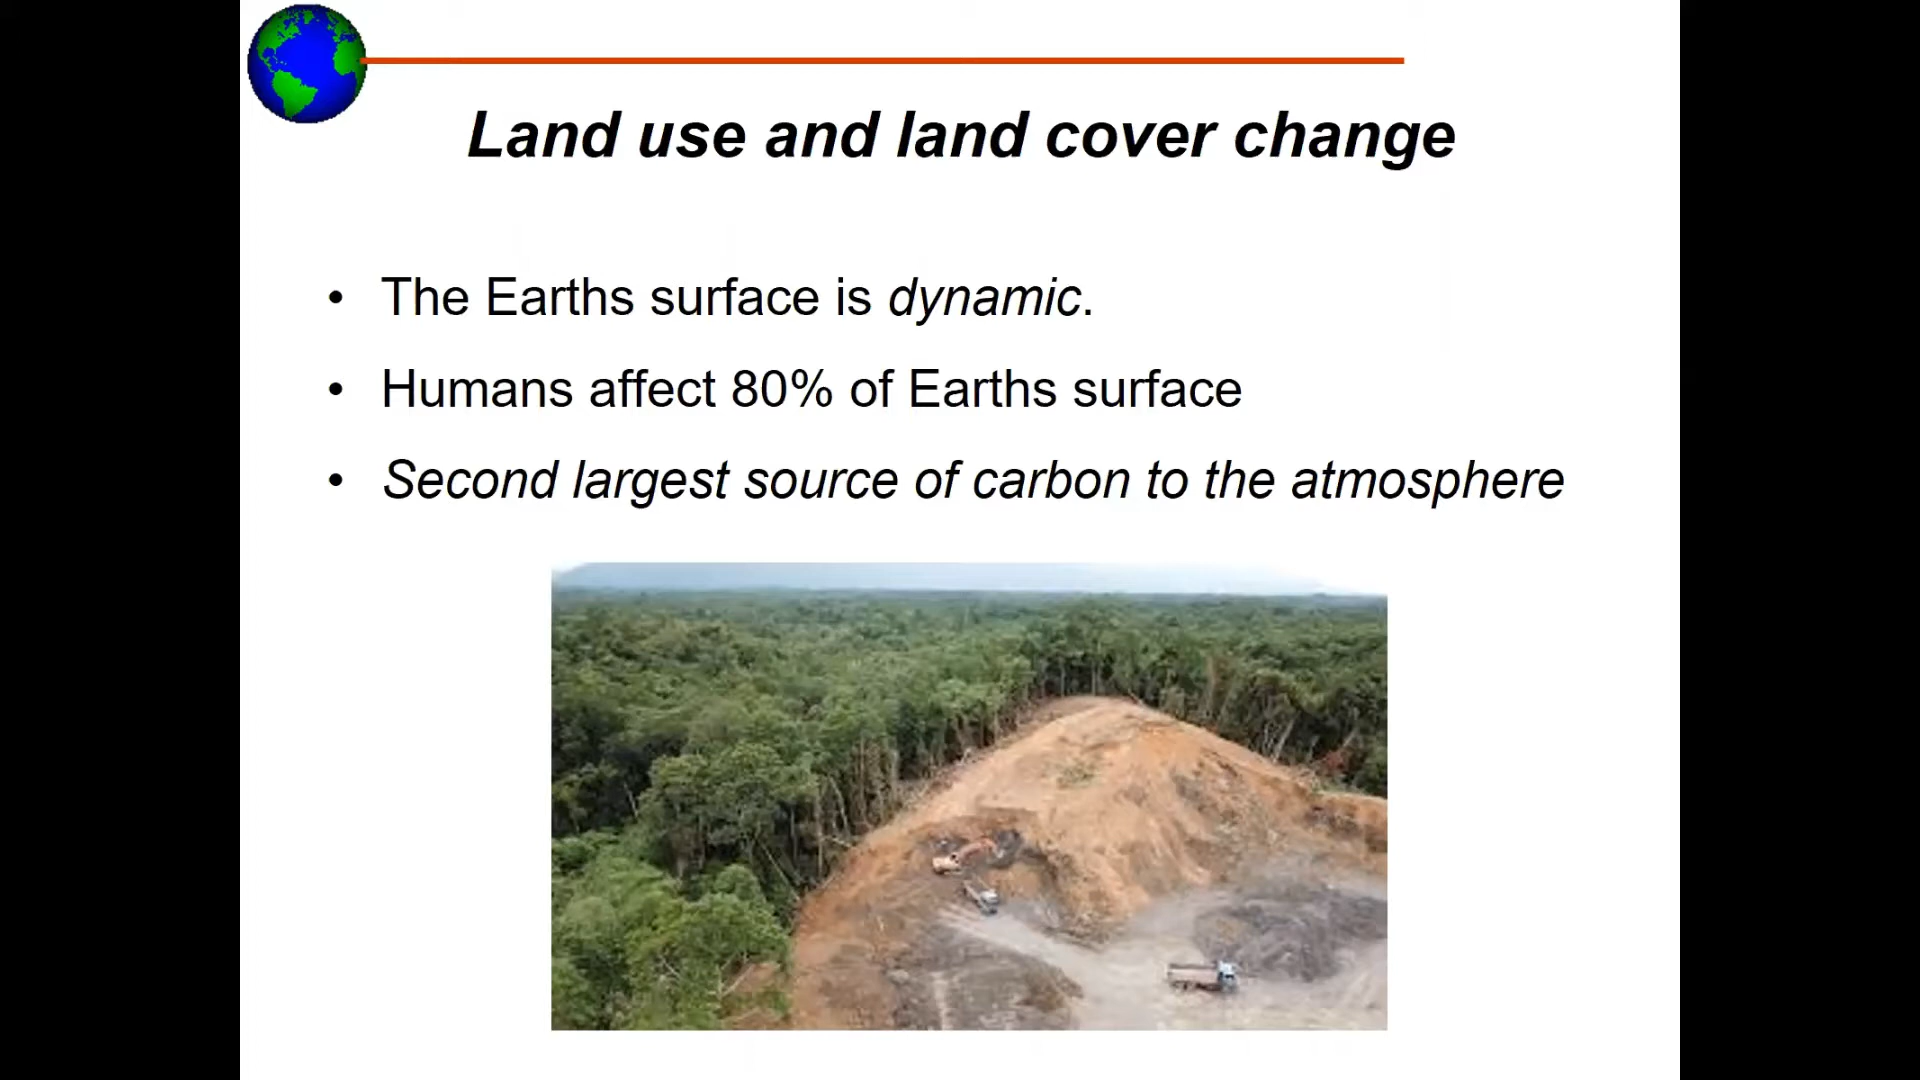 Land use and land cover change
• The Earths surface is dynamic.
• Humans affect 80% of Earths surface
• Second largest source of carbon to the atmosphere